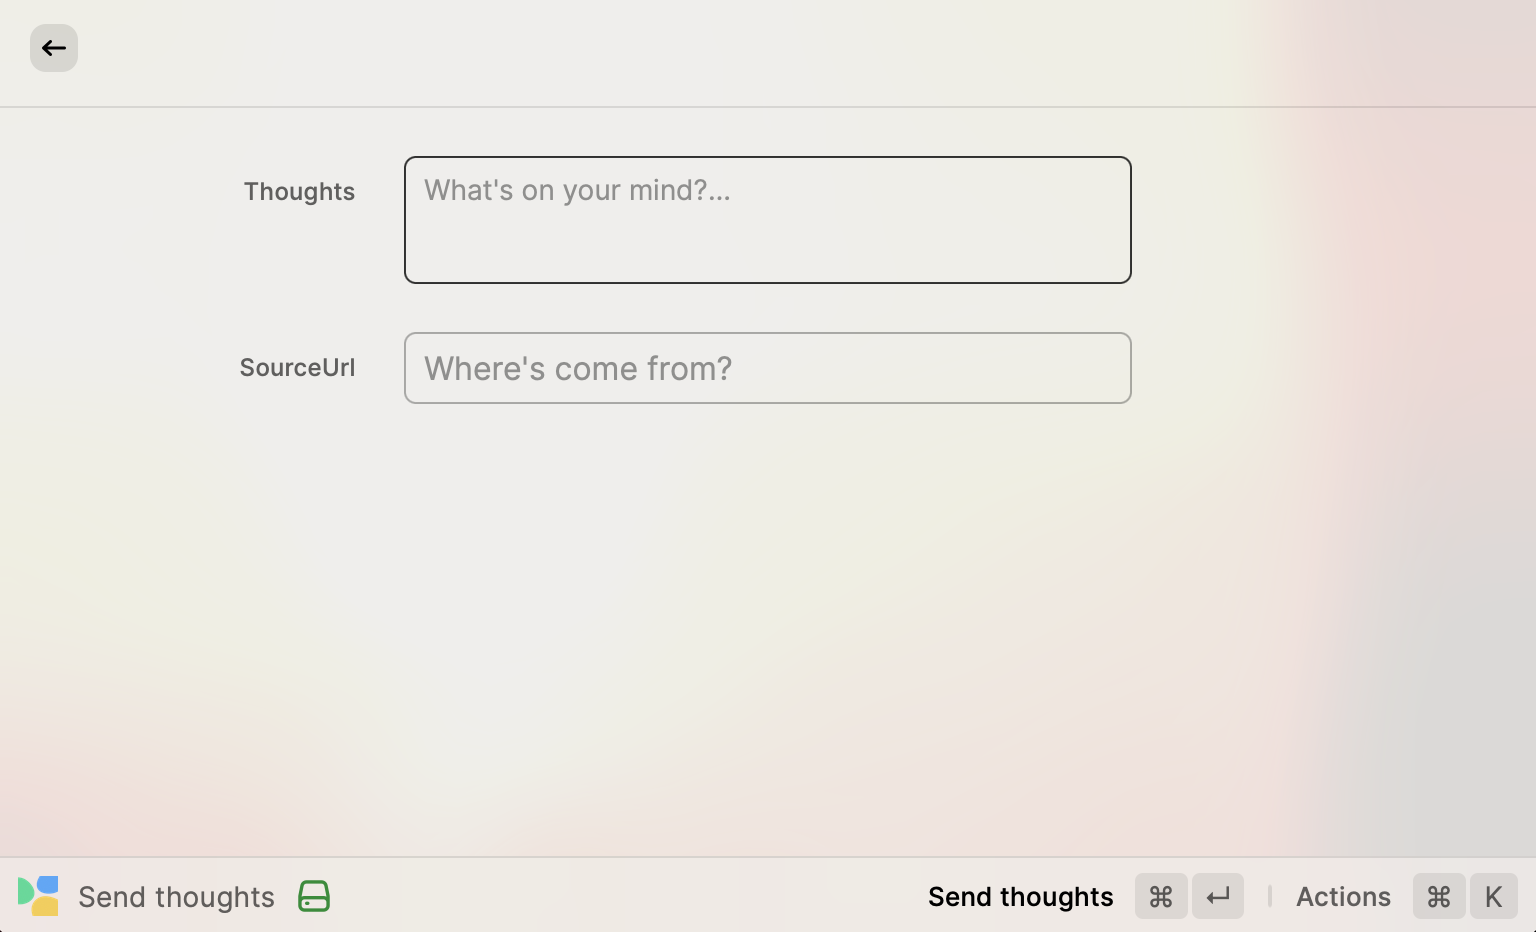 Thoughts
What's on your mind?...
SourceUrl
Where's come from?
Send thoughts
Send thoughts ⌘ ↵ Actions ⌘ K